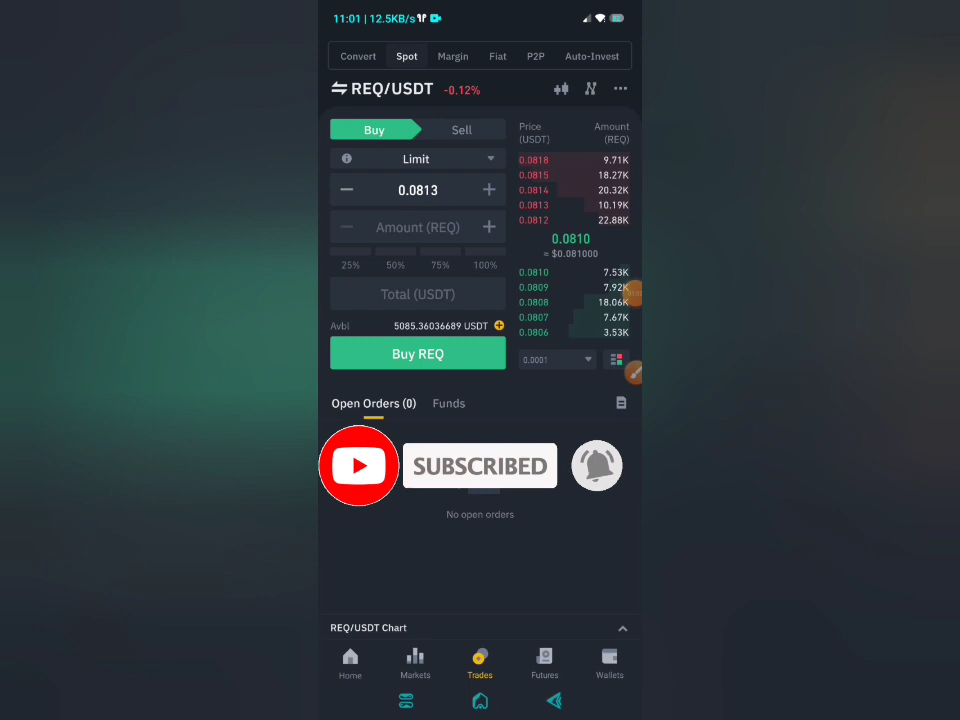 11:01 | 12.5KB/s
Convert Spot Margin Fiat P2P Auto-Invest
REQ/USDT -0.12%
Buy Sell
Limit
0.0813
Amount (REQ)
25% 50% 75% 100%
Total (USDT)
Avbl 5085.36036689 USDT
Buy REQ
Price Amount
(USDT) (REQ)
0.0818 9.71K
0.0815 18.27K
0.0814 20.32K
0.0813 10.19K
0.0812 22.88K
0.0810
≈ $0.081000
0.0810 7.53K
0.0809 7.92K
0.0808 18.06K
0.0807 7.67K
0.0806 3.53K
0.0001
Open Orders (0) Funds
SUBSCRIBED
No open orders
REQ/USDT Chart
Home Markets Trades Futures Wallets